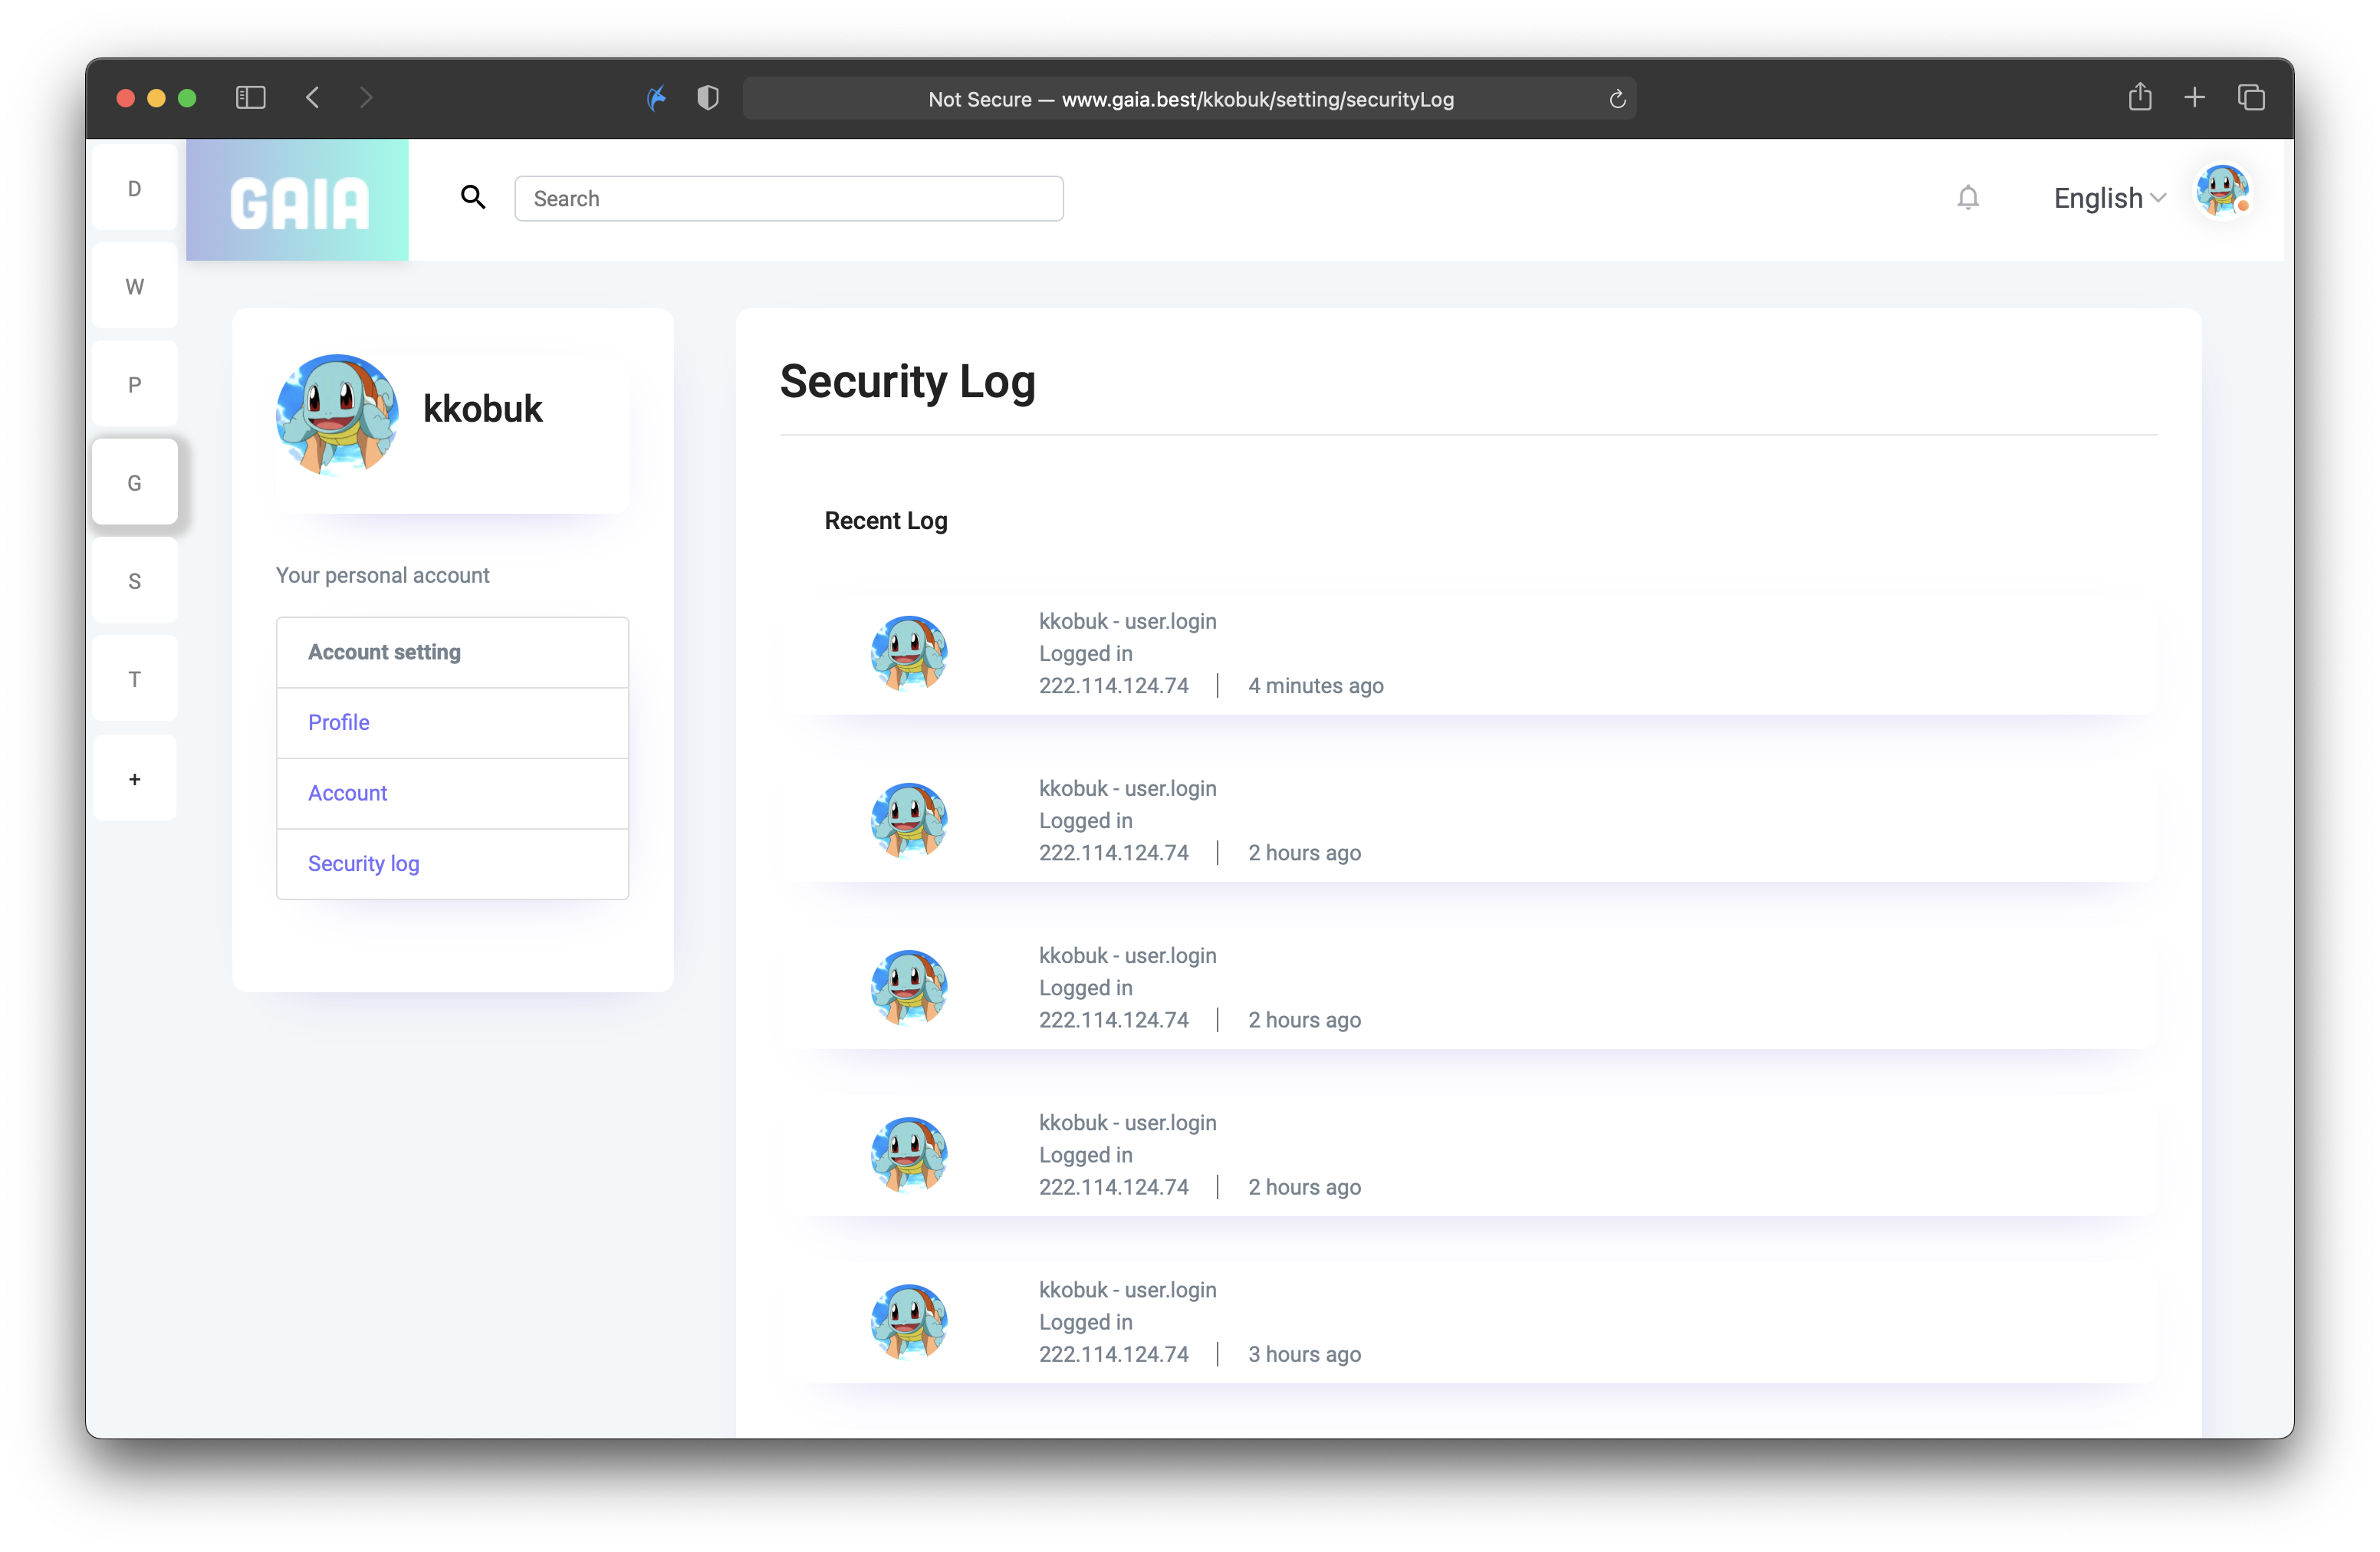 Not Secure — www.gaia.best/kkobuk/setting/securityLog
D
W
P
G
S
T
+
GAIA
Search
English
kkobuk
Your personal account
Account setting
Profile
Account
Security log
Security Log
Recent Log
kkobuk - user.login
Logged in
222.114.124.74 | 4 minutes ago
kkobuk - user.login
Logged in
222.114.124.74 | 2 hours ago
kkobuk - user.login
Logged in
222.114.124.74 | 2 hours ago
kkobuk - user.login
Logged in
222.114.124.74 | 2 hours ago
kkobuk - user.login
Logged in
222.114.124.74 | 3 hours ago